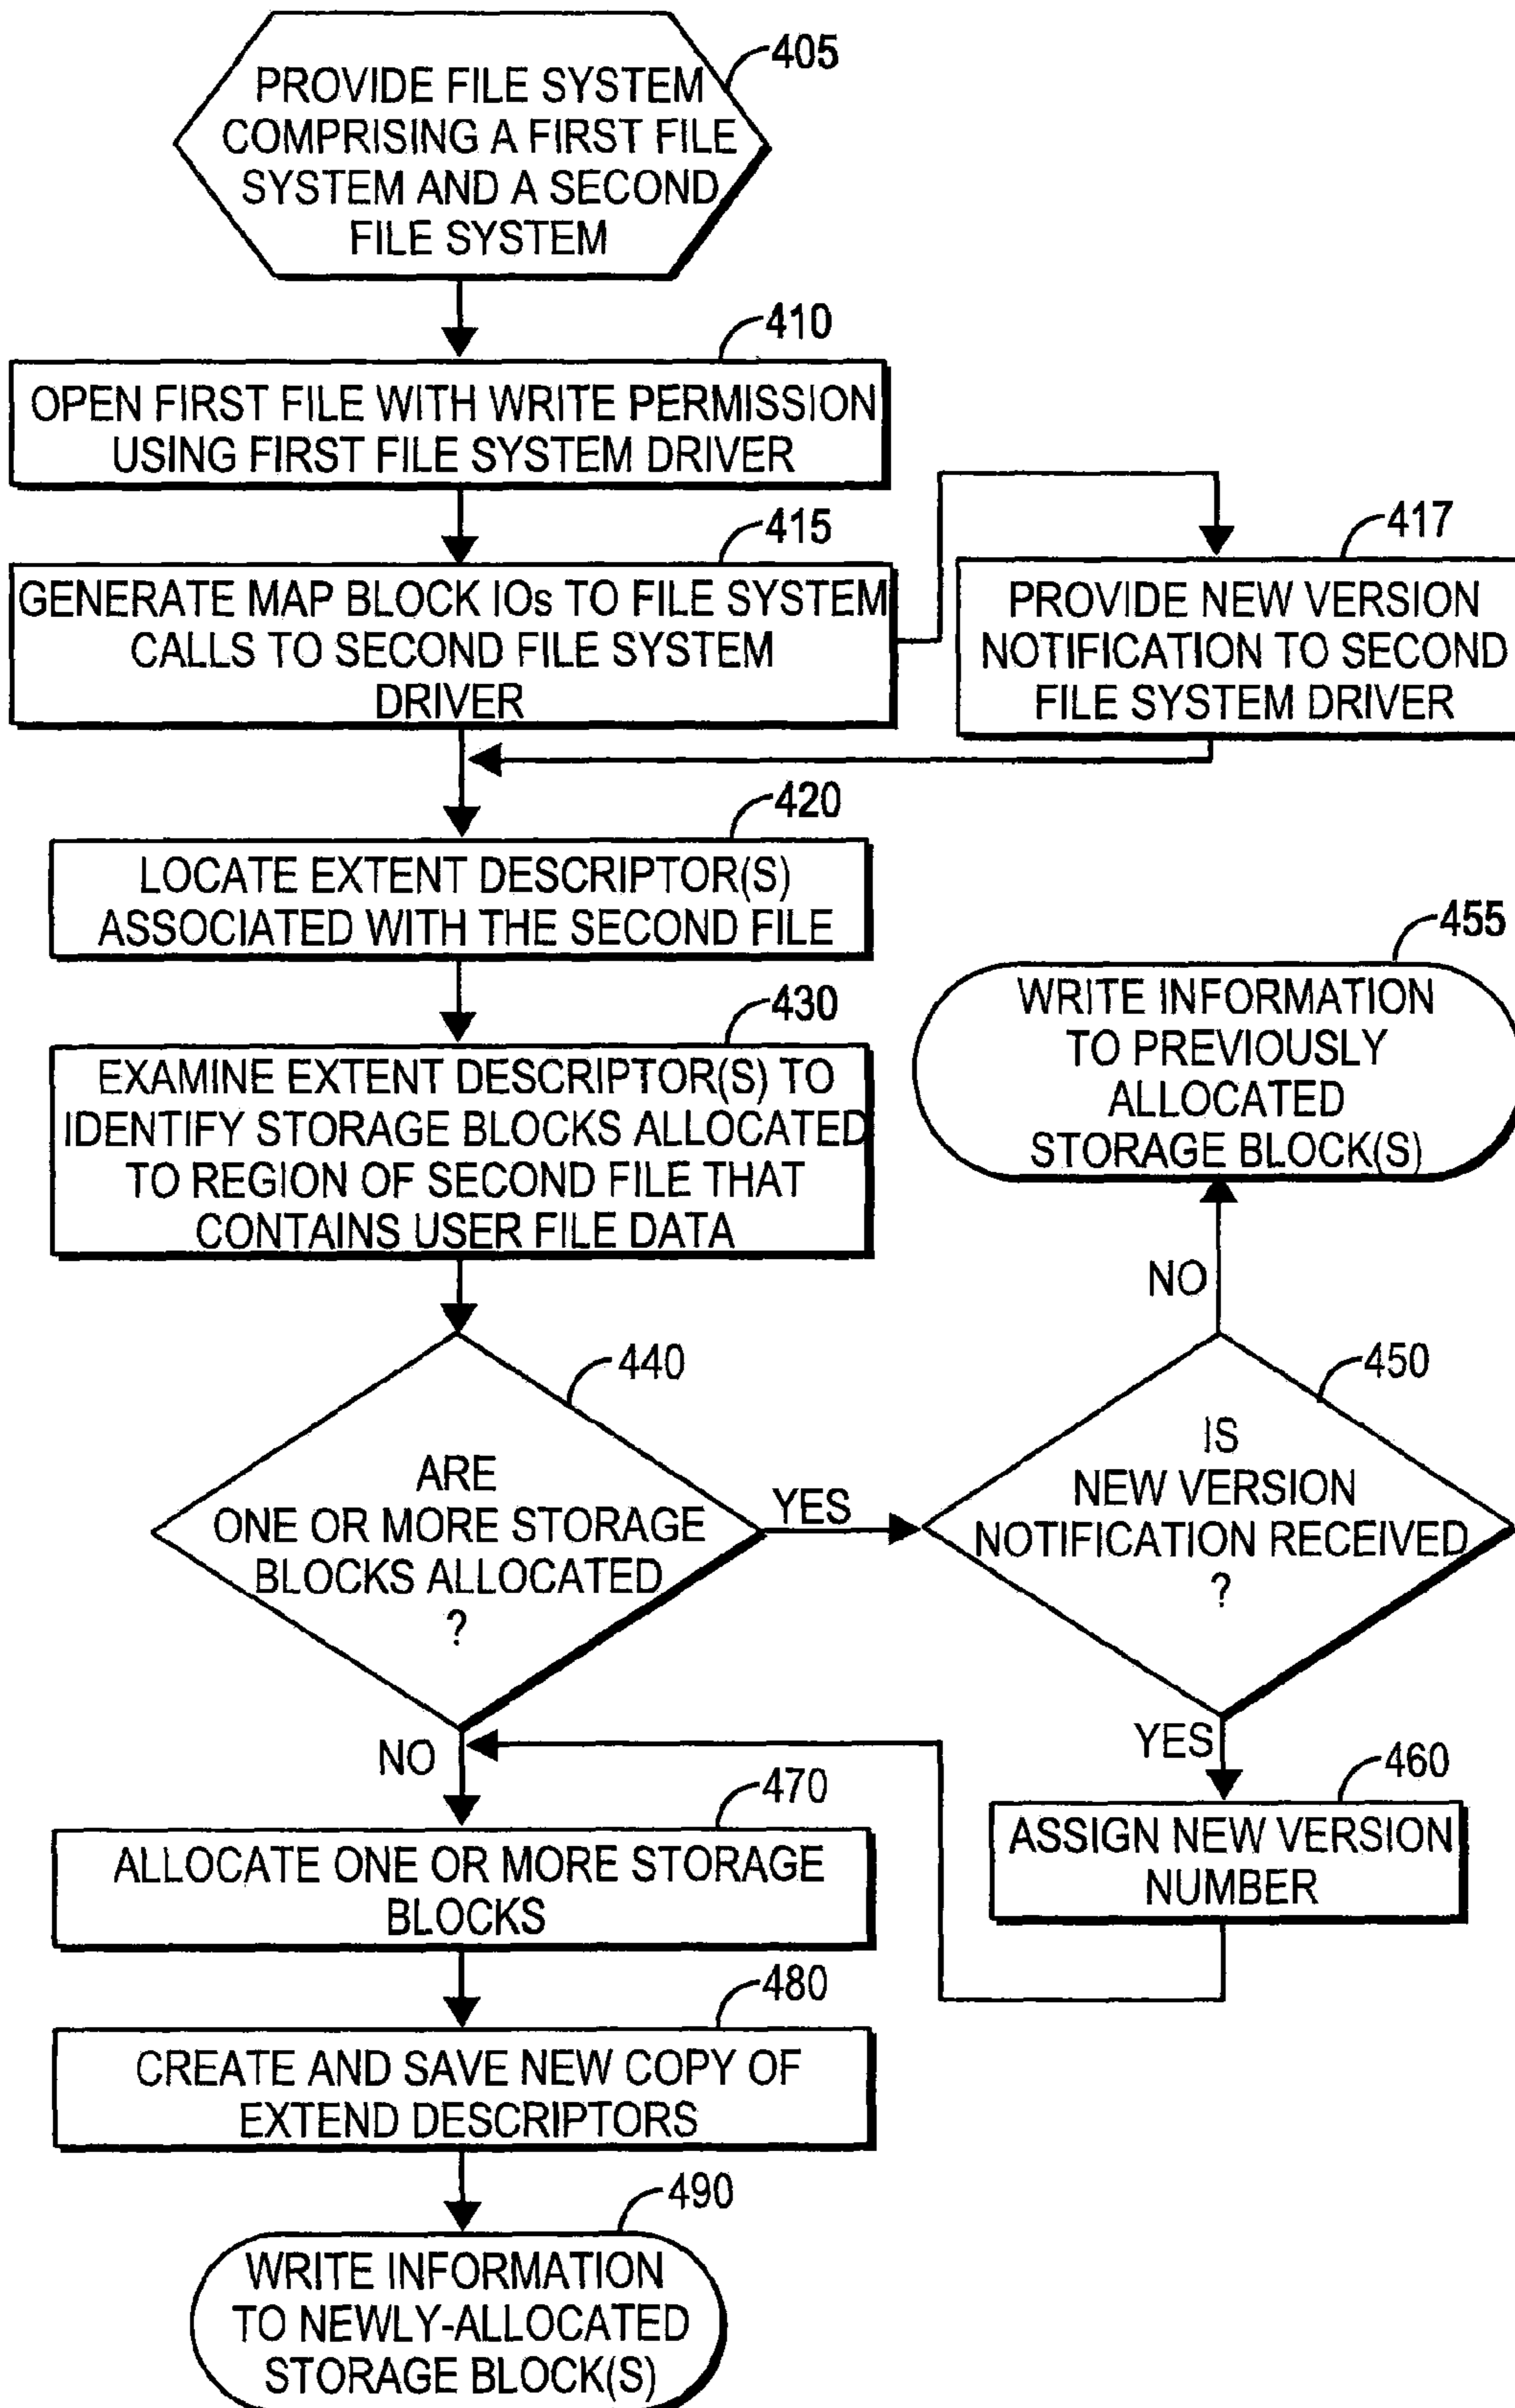 405
PROVIDE FILE SYSTEM
COMPRISING A FIRST FILE
SYSTEM AND A SECOND
FILE SYSTEM
410
OPEN FIRST FILE WITH WRITE PERMISSION
USING FIRST FILE SYSTEM DRIVER
415
GENERATE MAP BLOCK IOs TO FILE SYSTEM
CALLS TO SECOND FILE SYSTEM
DRIVER
417
PROVIDE NEW VERSION
NOTIFICATION TO SECOND
FILE SYSTEM DRIVER
420
LOCATE EXTENT DESCRIPTOR(S)
ASSOCIATED WITH THE SECOND FILE
430
EXAMINE EXTENT DESCRIPTOR(S) TO
IDENTIFY STORAGE BLOCKS ALLOCATED
TO REGION OF SECOND FILE THAT
CONTAINS USER FILE DATA
455
WRITE INFORMATION
TO PREVIOUSLY
ALLOCATED
STORAGE BLOCK(S)
NO
440
ARE
ONE OR MORE STORAGE
BLOCKS ALLOCATED
?
YES
450
IS
NEW VERSION
NOTIFICATION RECEIVED
?
NO
YES
460
ASSIGN NEW VERSION
NUMBER
470
ALLOCATE ONE OR MORE STORAGE
BLOCKS
480
CREATE AND SAVE NEW COPY OF
EXTEND DESCRIPTORS
490
WRITE INFORMATION
TO NEWLY-ALLOCATED
STORAGE BLOCK(S)